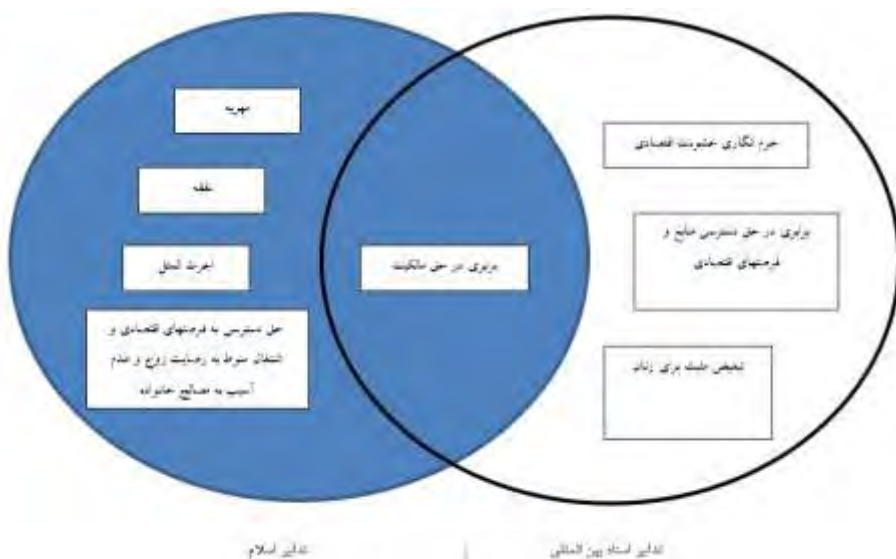 مهریه
نفقه
اجرت المثل
حق دسترسی به فرصتهای اقتصادی و
اشتغال منوط به رضایت زوج و عدم
آسیب به مصالح خانواده
برابری در حق مالکیت
جرم انگاری خشونت اقتصادی
برابری در حق دسترسی منابع و
فرصتهای اقتصادی
تبعیض مثبت برای زنان
تدابیر اسناد بین المللی
تدابیر اسلام